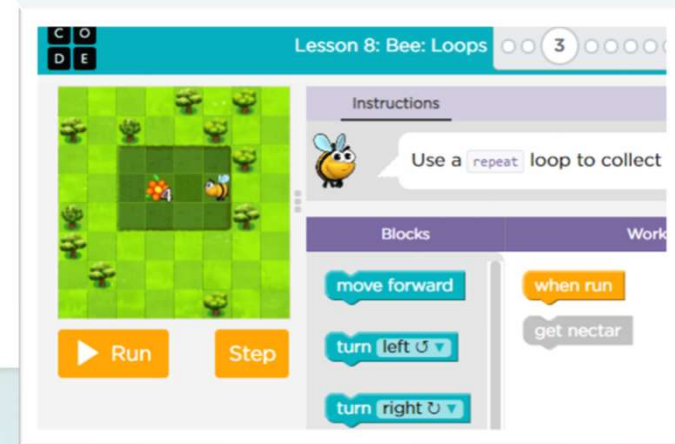 C O
D E
Lesson 8: Bee: Loops
3
Instructions
Use a repeat loop to collect
4
Blocks
Work
move forward
when run
get nectar
Run
Step
turn left ↺ ▼
turn right ↻ ▼